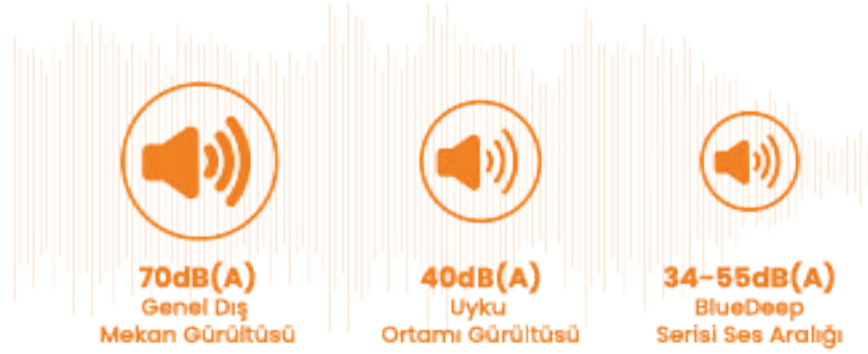 70dB(A)
Genel Dış
Mekan Gürültüsü
40dB(A)
Uyku
Ortamı Gürültüsü
34-55dB(A)
BlueDeep
Serisi Ses Aralığı